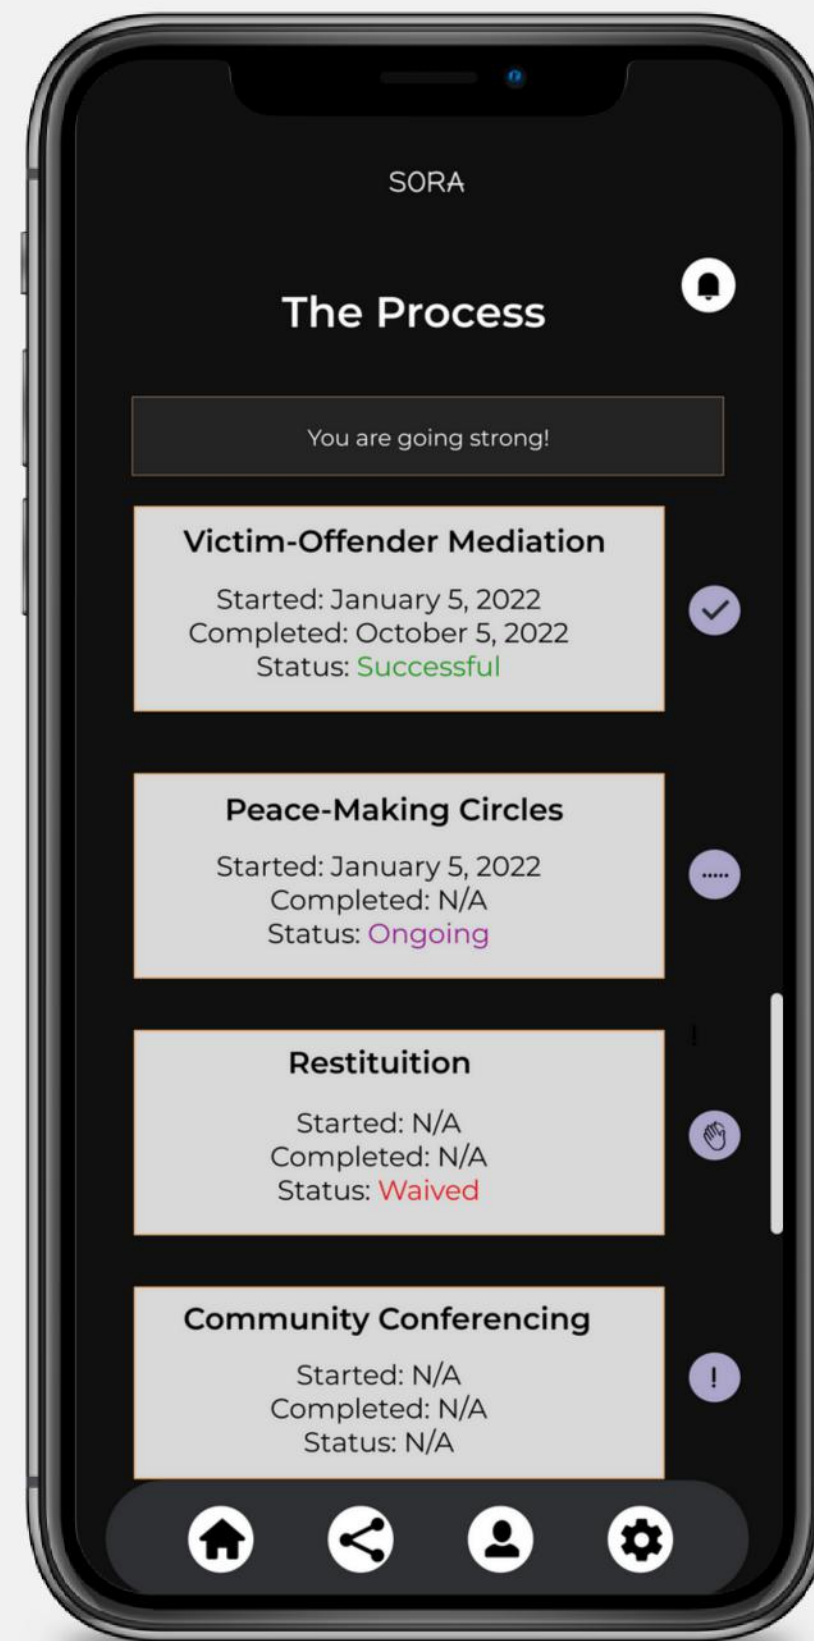 SORA
The Process
You are going strong!
Victim-Offender Mediation
Started: January 5, 2022
Completed: October 5, 2022
Status: Successful
Peace-Making Circles
Started: January 5, 2022
Completed: N/A
Status: Ongoing
!
Restituition
Started: N/A
Completed: N/A
Status: Waived
Community Conferencing
Started: N/A
Completed: N/A
Status: N/A
!